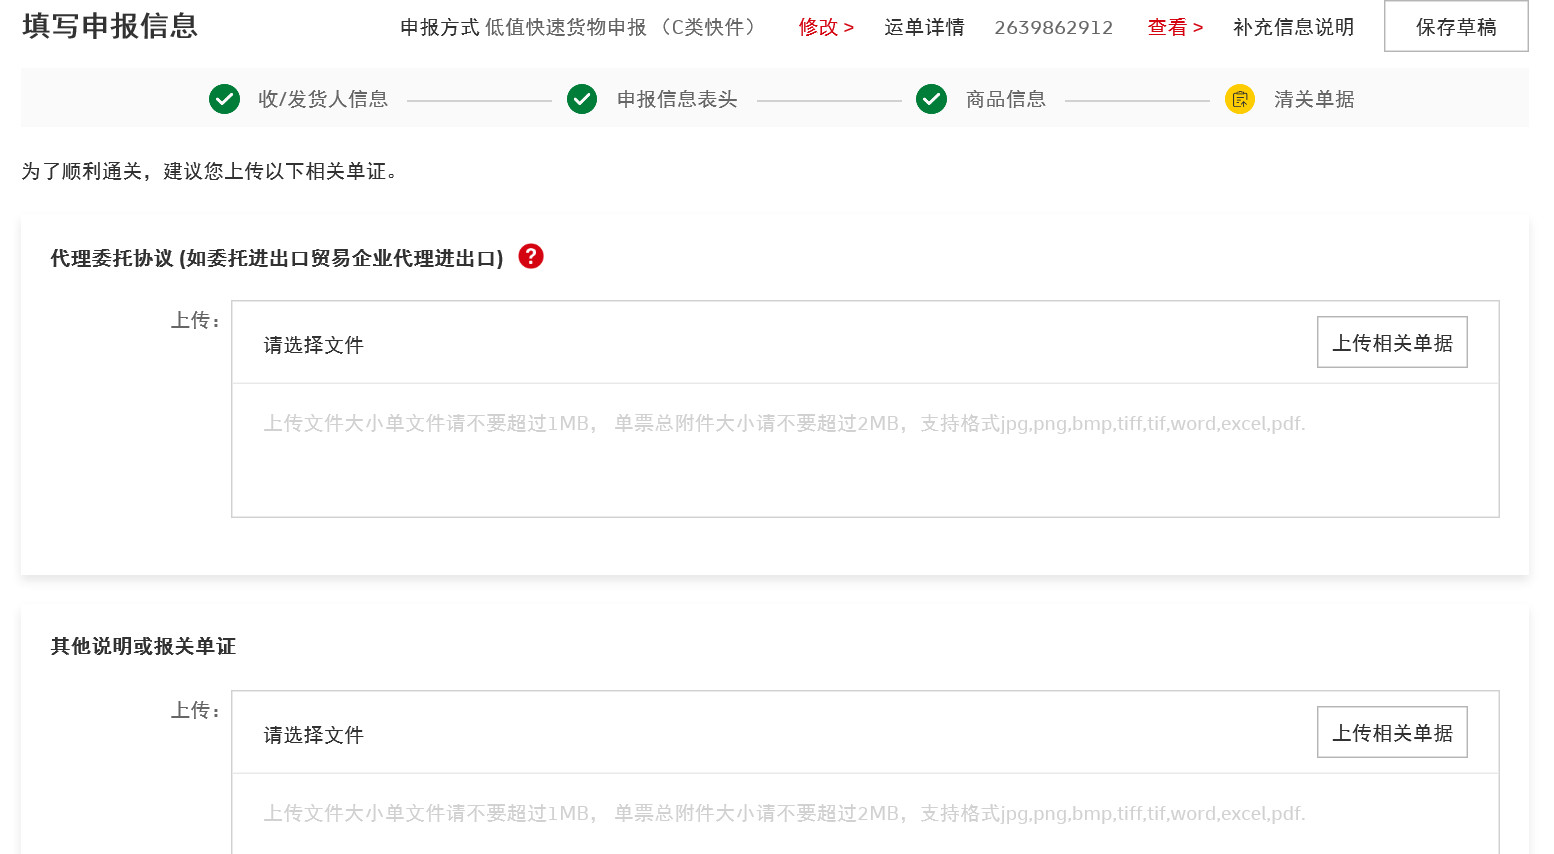 填写申报信息 申报方式 低值快速货物申报 （C类快件） 修改 > 运单详情 2639862912 查看 > 补充信息说明 保存草稿
收/发货人信息 申报信息表头 商品信息 清关单据
为了顺利通关，建议您上传以下相关单证。
代理委托协议 (如委托进出口贸易企业代理进出口) ?
上传： 请选择文件 上传相关单据
上传文件大小单文件请不要超过1MB， 单票总附件大小请不要超过2MB，支持格式jpg,png,bmp,tiff,tif,word,excel,pdf.
其他说明或报关单证
上传： 请选择文件 上传相关单据
上传文件大小单文件请不要超过1MB， 单票总附件大小请不要超过2MB，支持格式jpg,png,bmp,tiff,tif,word,excel,pdf.